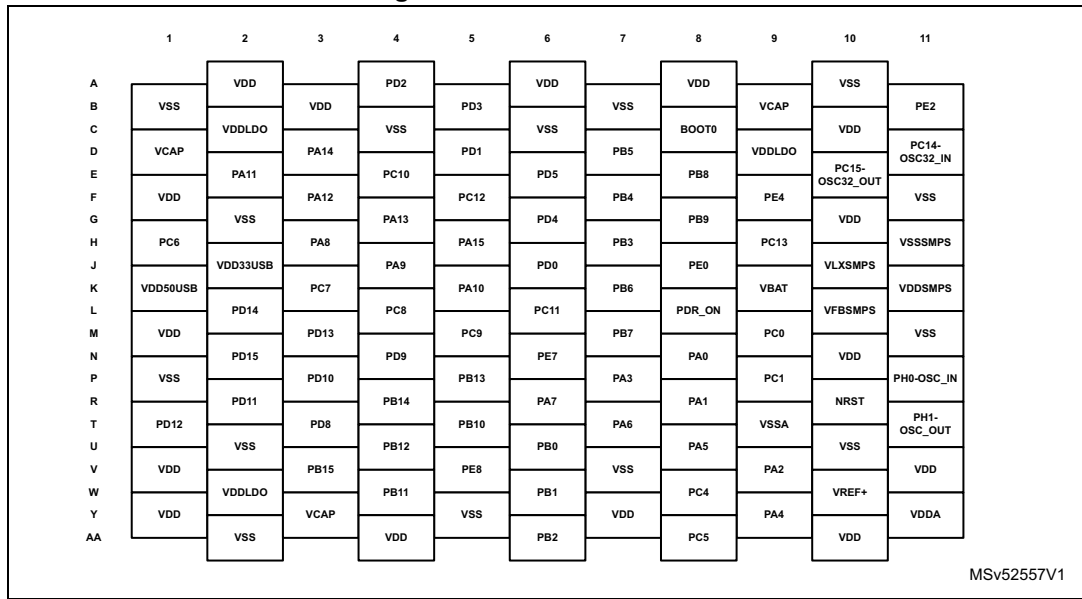 1 2 3 4 5 6 7 8 9 10 11
A VDD PD2 VDD VDD VSS
B VSS VDD PD3 VSS VCAP PE2
C VDDLDO VSS VSS BOOT0 VDD
D VCAP PA14 PD1 PB5 VDDLDO PC14-
OSC32_IN
E PA11 PC10 PD5 PB8 PC15-
OSC32_OUT
F VDD PA12 PC12 PB4 PE4 VSS
G VSS PA13 PD4 PB9 VDD
H PC6 PA8 PA15 PB3 PC13 VSSSMPS
J VDD33USB PA9 PD0 PE0 VLXSMPS
K VDD50USB PC7 PA10 PB6 VBAT VDDSMPS
L PD14 PC8 PC11 PDR_ON VFBSMPS
M VDD PD13 PC9 PB7 PC0 VSS
N PD15 PD9 PE7 PA0 VDD
P VSS PD10 PB13 PA3 PC1 PH0-OSC_IN
R PD11 PB14 PA7 PA1 NRST
T PD12 PD8 PB10 PA6 VSSA PH1-
OSC_OUT
U VSS PB12 PB0 PA5 VSS
V VDD PB15 PE8 VSS PA2 VDD
W VDDLDO PB11 PB1 PC4 VREF+
Y VDD VCAP VSS VDD PA4 VDDA
AA VSS VDD PB2 PC5 VDD
MSv52557V1